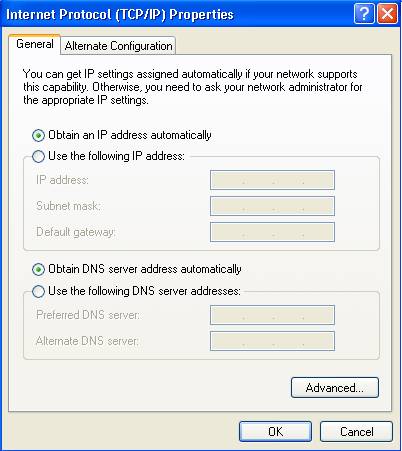 Internet Protocol (TCP/IP) Properties
General
Alternate Configuration
You can get IP settings assigned automatically if your network supports
this capability. Otherwise, you need to ask your network administrator for
the appropriate IP settings.
Obtain an IP address automatically
Use the following IP address:
IP address:
Subnet mask:
Default gateway:
Obtain DNS server address automatically
Use the following DNS server addresses:
Preferred DNS server:
Alternate DNS server:
Advanced...
OK
Cancel